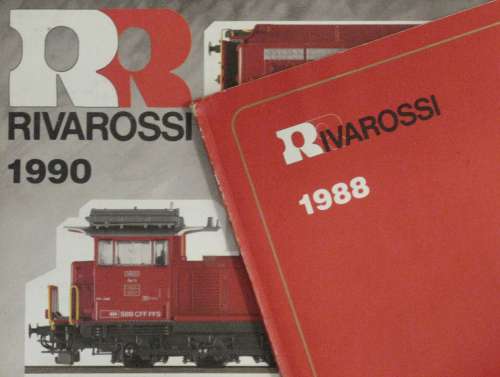 RR
RIVAROSSI
1990
RIVAROSSI
1988
SBB CFF FFS